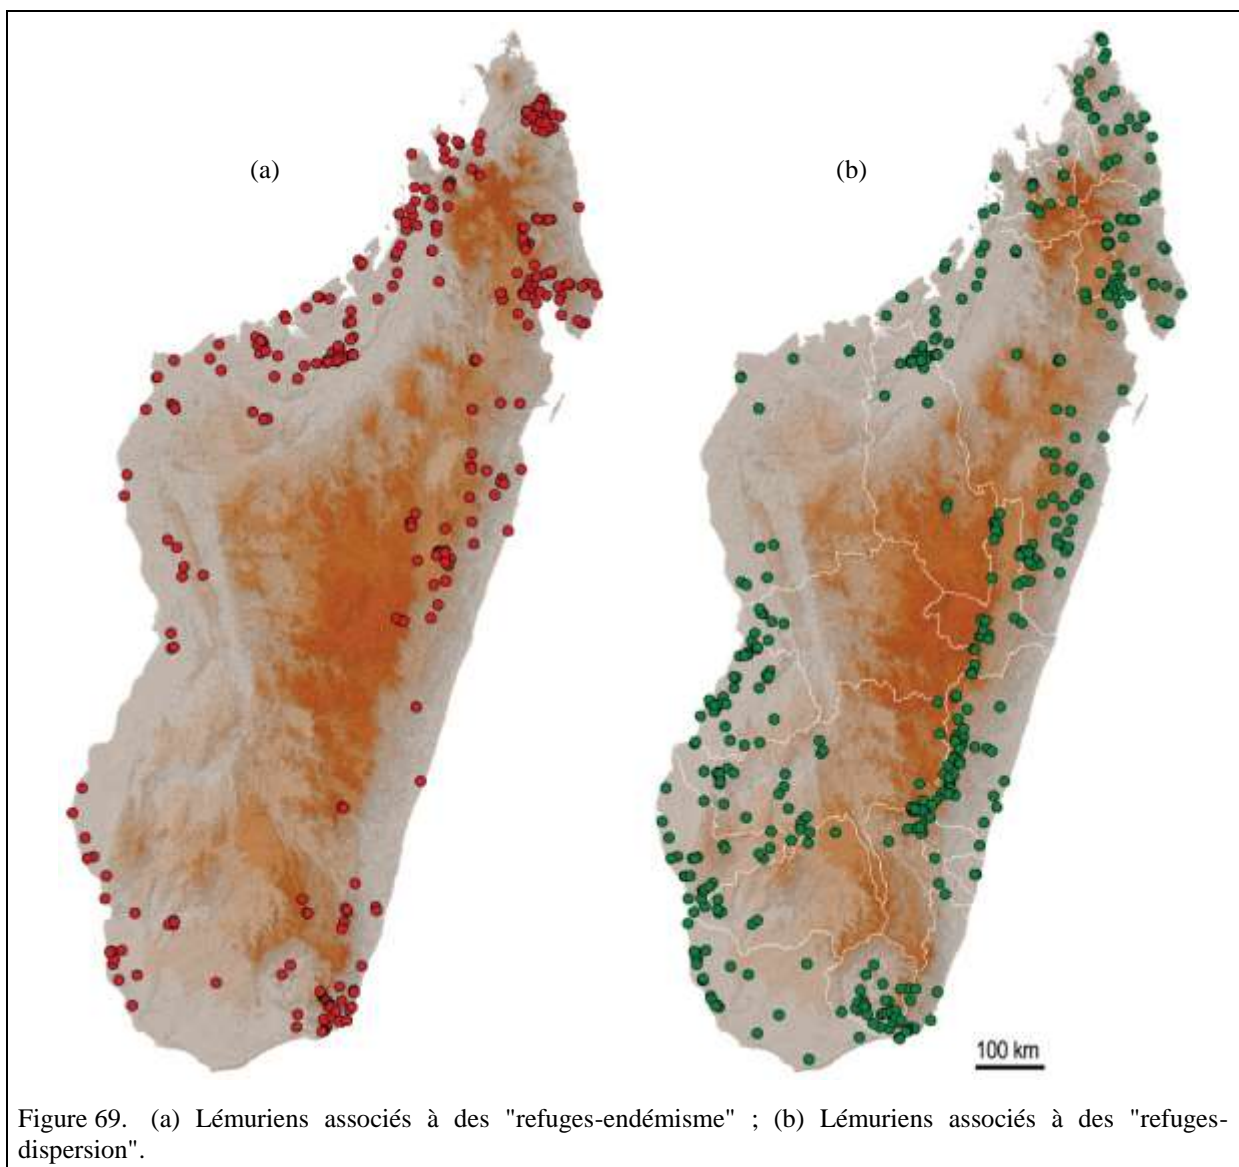 (a)
(b)
100 km
Figure 69. (a) Lémuriens associés à des "refuges-endémisme" ; (b) Lémuriens associés à des "refuges-
dispersion".